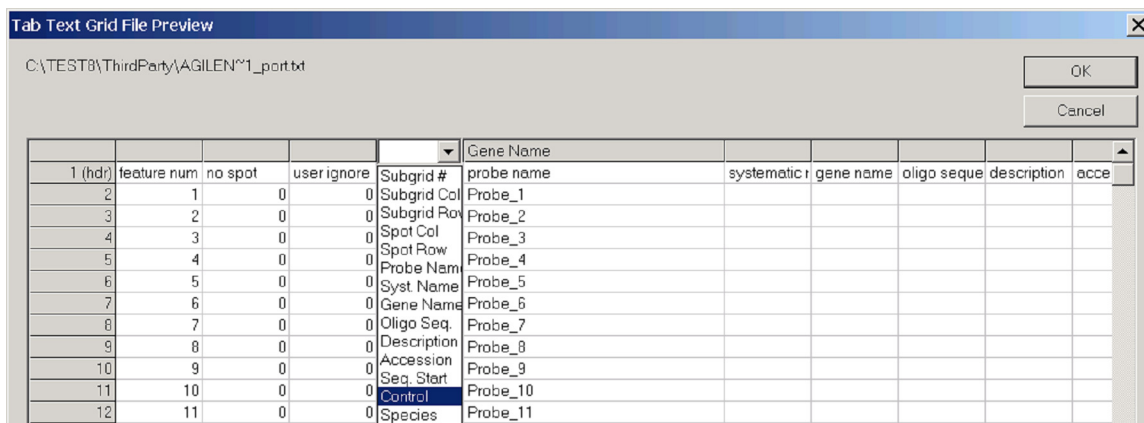 Tab Text Grid File Preview
C:\TEST8\ThirdParty\AGILEN~1_port.txt
OK
Cancel
Gene Name
1 (hdr) feature num no spot user ignore Subgrid # probe name systematic r gene name oligo seque description acce
2 1 0 0 Subgrid Col Probe_1
3 2 0 0 Subgrid Row Probe_2
4 3 0 0 Spot Col Probe_3
5 4 0 0 Spot Row Probe_4
Probe Name
6 5 0 0 Syst. Name Probe_5
7 6 0 0 Gene Name Probe_6
8 7 0 0 Oligo Seq. Probe_7
9 8 0 0 Description Probe_8
10 9 0 0 Accession Probe_9
Seq. Start
11 10 0 0 Control Probe_10
12 11 0 0 Species Probe_11